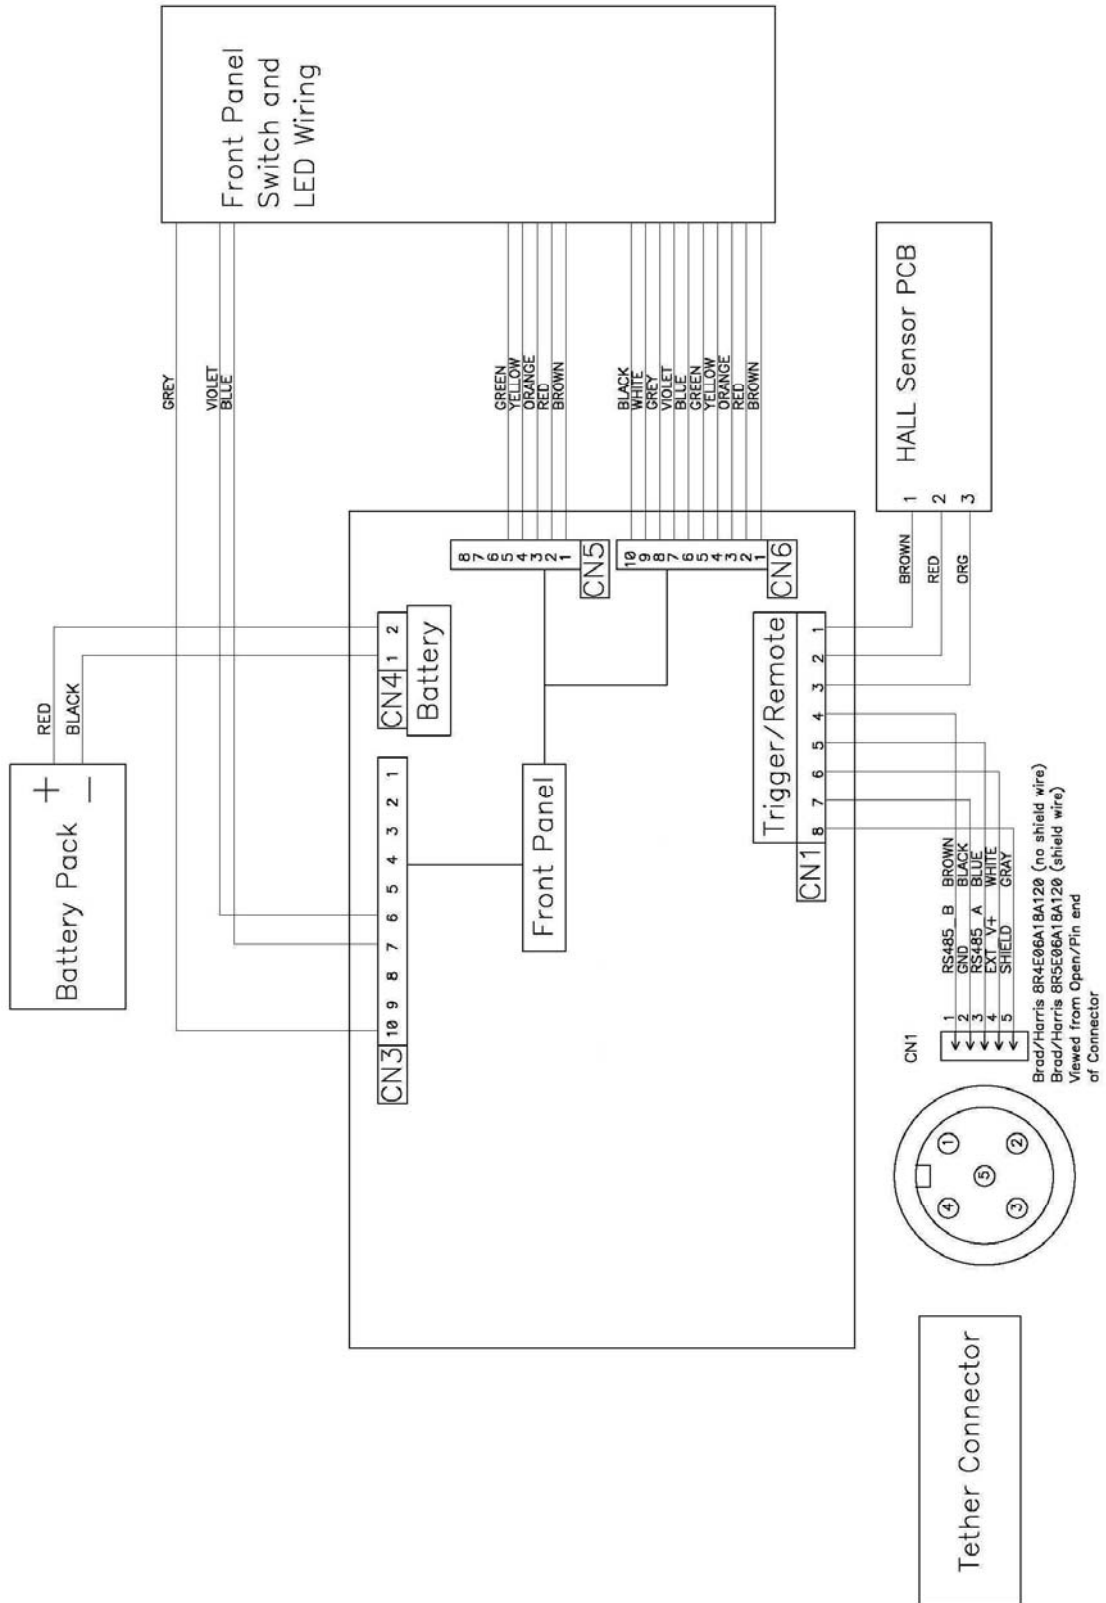 Battery Pack
+
-
RED
BLACK
Front Panel
Switch and
LED Wiring
GREY
VIOLET
BLUE
GREEN
YELLOW
ORANGE
RED
BROWN
BLACK
WHITE
GREY
VIOLET
BLUE
GREEN
YELLOW
ORANGE
RED
BROWN
CN3
10 9 8 7 6 5 4 3 2 1
CN4
1 2
Battery
Front Panel
8
7
6
5
4
3
2
1
CN5
10
9
8
7
6
5
4
3
2
1
CN6
Trigger/Remote
CN1
8 7 6 5 4 3 2 1
HALL Sensor PCB
1
2
3
BROWN
RED
ORG
CN1
1 RS485_B BROWN
2 GND BLACK
3 RS485_A BLUE
4 EXT V+ WHITE
5 SHIELD GRAY
Brad/Harris 8R4E06A18A120 (no shield wire)
Brad/Harris 8R5E06A18A120 (shield wire)
Viewed from Open/Pin end
of Connector
4 1
5
3 2
Tether Connector